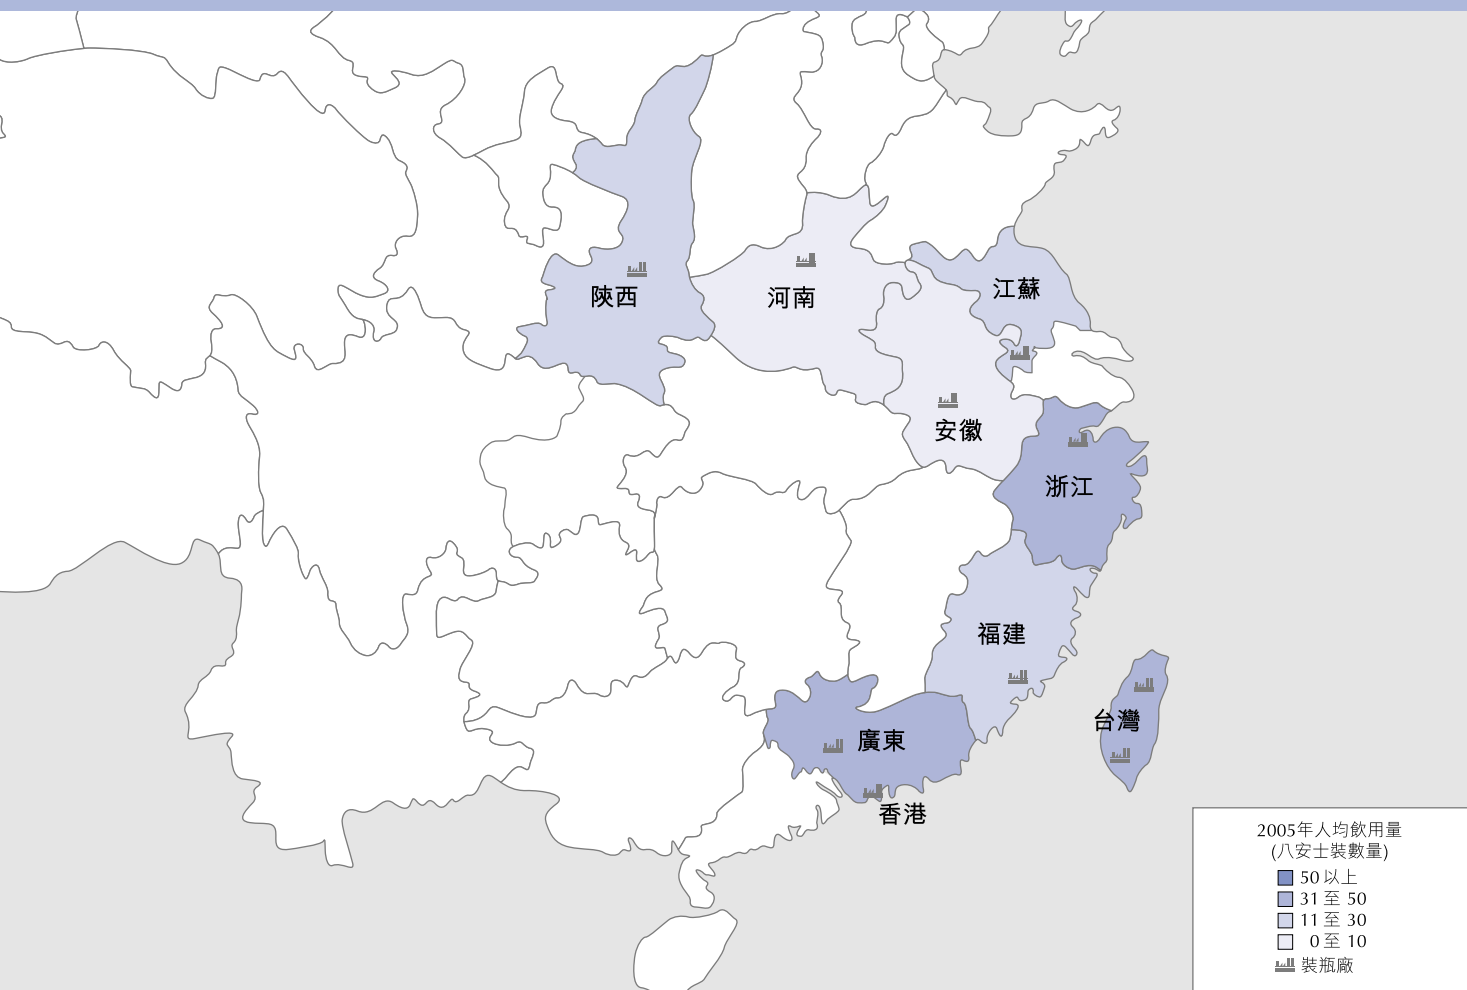 陝西
河南
江蘇
安徽
浙江
福建
台灣
廣東
香港
2005年人均飲用量
(八安士裝數量)
50 以上
31 至 50
11 至 30
0 至 10
裝瓶廠